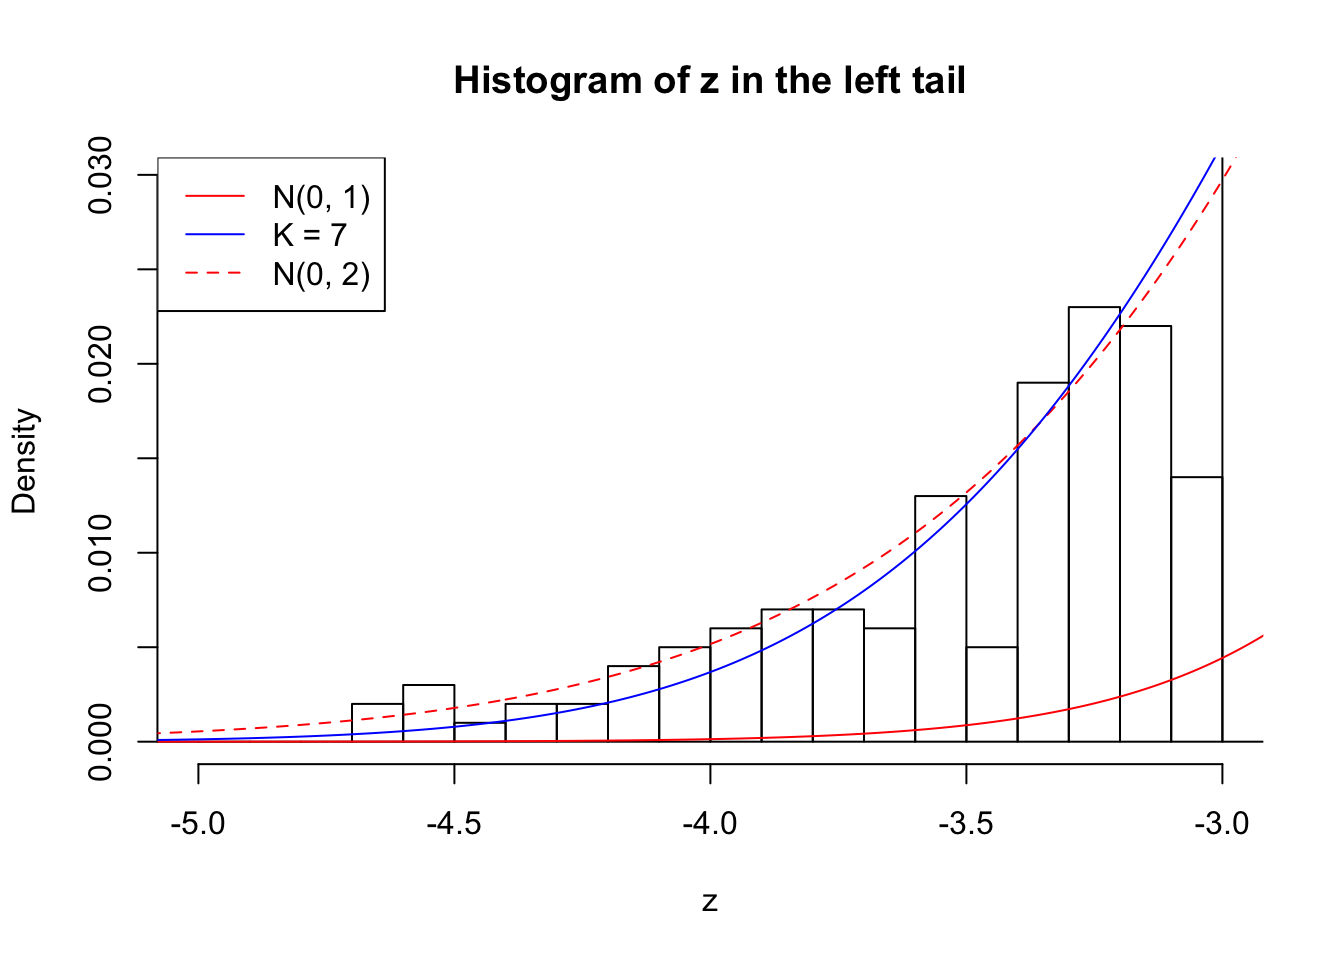 Histogram of z in the left tail
N(0, 1)
K = 7
N(0, 2)
Density
0.030
0.020
0.010
0.000
-5.0 -4.5 -4.0 -3.5 -3.0
z